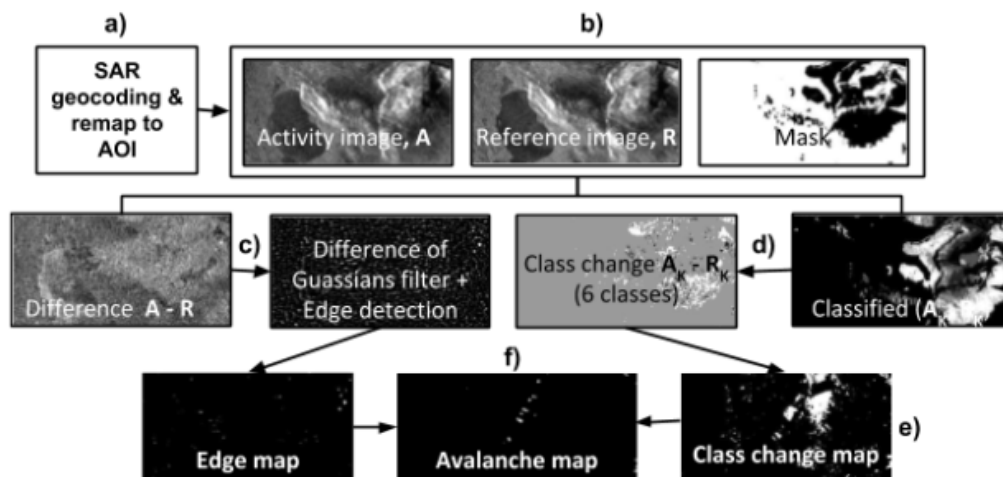 a)
b)
SAR
geocoding &
remap to
AOI
Activity image, A
Reference image, R
Mask
c)
d)
Difference A - R
Difference of
Guassians filter +
Edge detection
Class change A_K - R_K
(6 classes)
Classified (A_K
f)
e)
Edge map
Avalanche map
Class change map